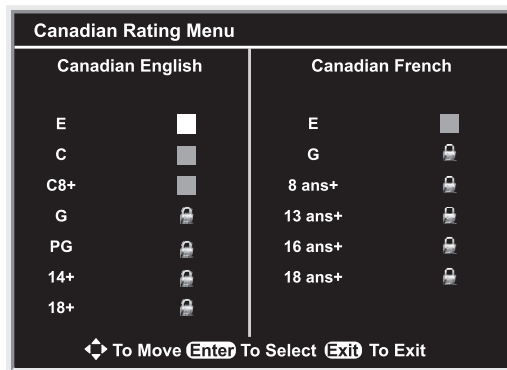 Canadian Rating Menu
Canadian English
E
C
C8+
G
PG
14+
18+
Canadian French
E
G
8 ans+
13 ans+
16 ans+
18 ans+
To Move Enter To Select Exit To Exit